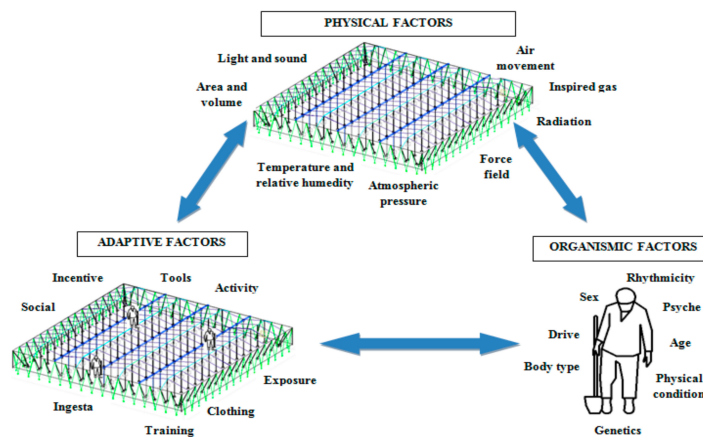 PHYSICAL FACTORS
Light and sound
Air
movement
Area and
volume
Inspired gas
Radiation
Temperature and
relative humidity
Force
field
Atmospheric
pressure
ADAPTIVE FACTORS
Incentive
Tools
Activity
Social
Exposure
Ingesta
Clothing
Training
ORGANISMIC FACTORS
Rhythmicity
Sex
Psyche
Drive
Age
Body type
Physical
condition
Genetics